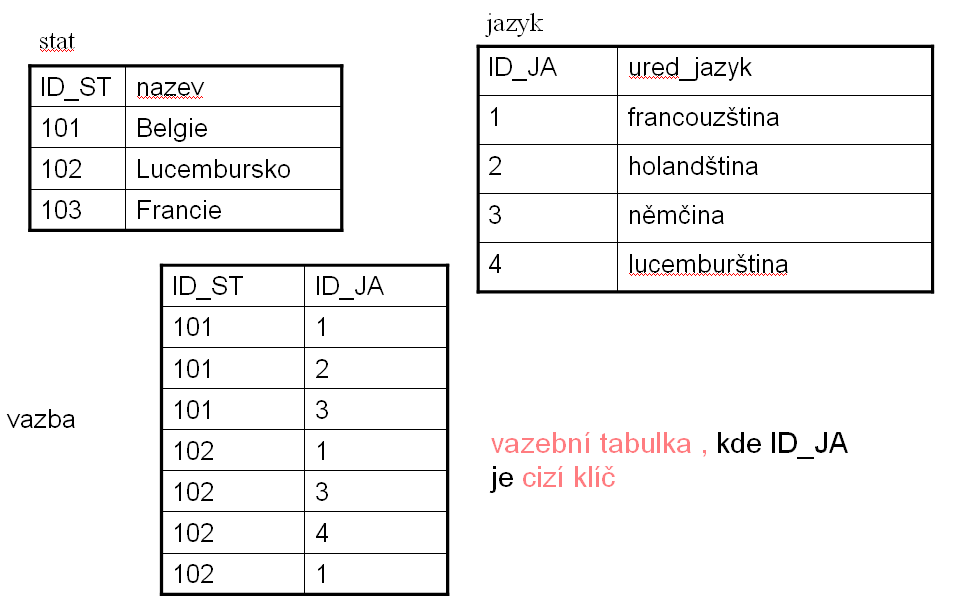 stat
ID_ST nazev
101 Belgie
102 Lucembursko
103 Francie
jazyk
ID_JA ured_jazyk
1 francouzština
2 holandština
3 němčina
4 lucemburština
vazba
ID_ST ID_JA
101 1
101 2
101 3
102 1
102 3
102 4
102 1
vazební tabulka , kde ID_JA
je cizí klíč